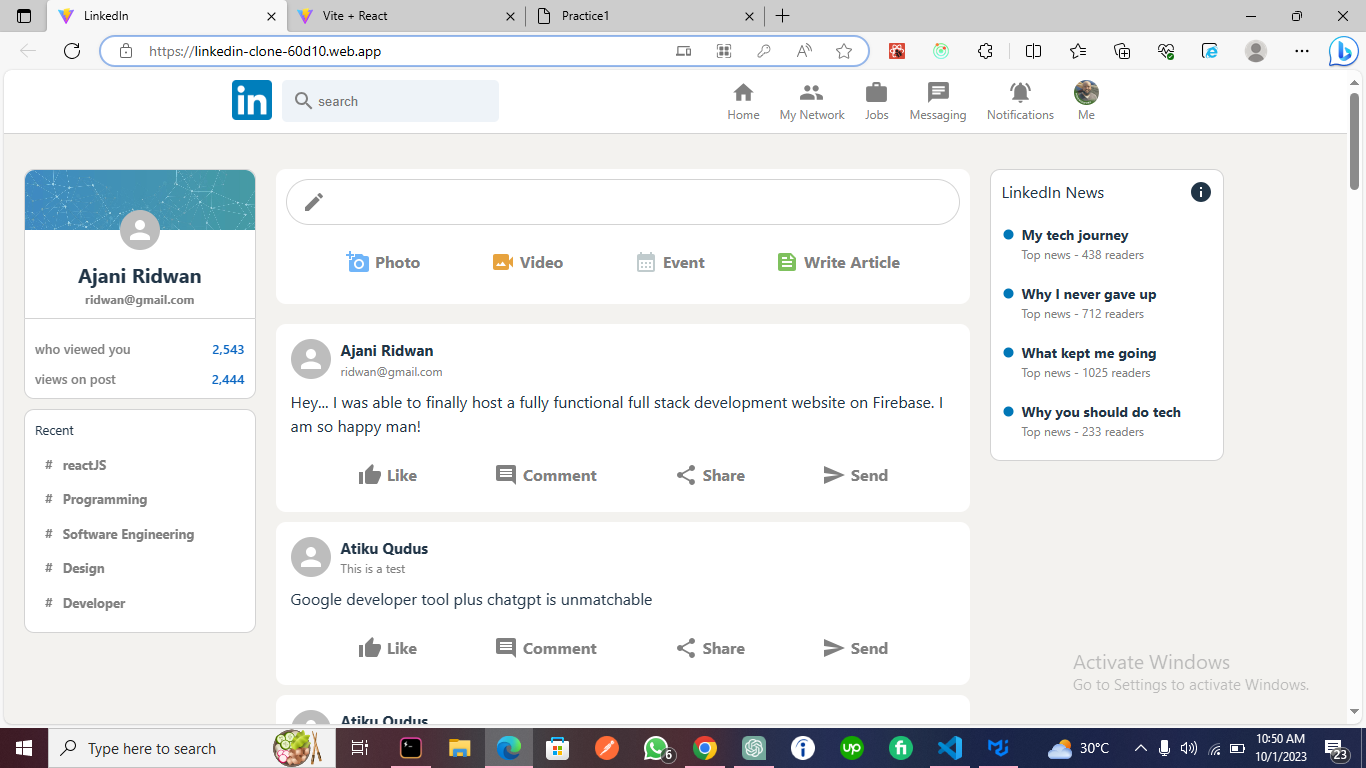 LinkedIn
Vite + React
Practice1
https://linkedin-clone-60d10.web.app
in
search
Home
My Network
Jobs
Messaging
Notifications
Me
Ajani Ridwan
ridwan@gmail.com
who viewed you 2,543
views on post 2,444
Recent
# reactJS
# Programming
# Software Engineering
# Design
# Developer
Photo
Video
Event
Write Article
Ajani Ridwan
ridwan@gmail.com
Hey... I was able to finally host a fully functional full stack development website on Firebase. I
am so happy man!
Like
Comment
Share
Send
Atiku Qudus
This is a test
Google developer tool plus chatgpt is unmatchable
Like
Comment
Share
Send
Atiku Qudus
LinkedIn News
My tech journey
Top news - 438 readers
Why I never gave up
Top news - 712 readers
What kept me going
Top news - 1025 readers
Why you should do tech
Top news - 233 readers
Activate Windows
Go to Settings to activate Windows.
Type here to search
6
up
fi
30°C
10:50 AM
10/1/2023
23